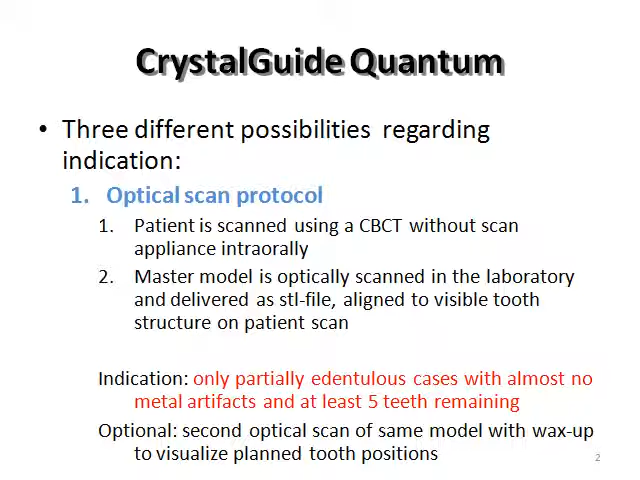 CrystalGuide Quantum
• Three different possibilities regarding
indication:
1. Optical scan protocol
1. Patient is scanned using a CBCT without scan
appliance intraorally
2. Master model is optically scanned in the laboratory
and delivered as stl-file, aligned to visible tooth
structure on patient scan
Indication: only partially edentulous cases with almost no
metal artifacts and at least 5 teeth remaining
Optional: second optical scan of same model with wax-up
to visualize planned tooth positions
2